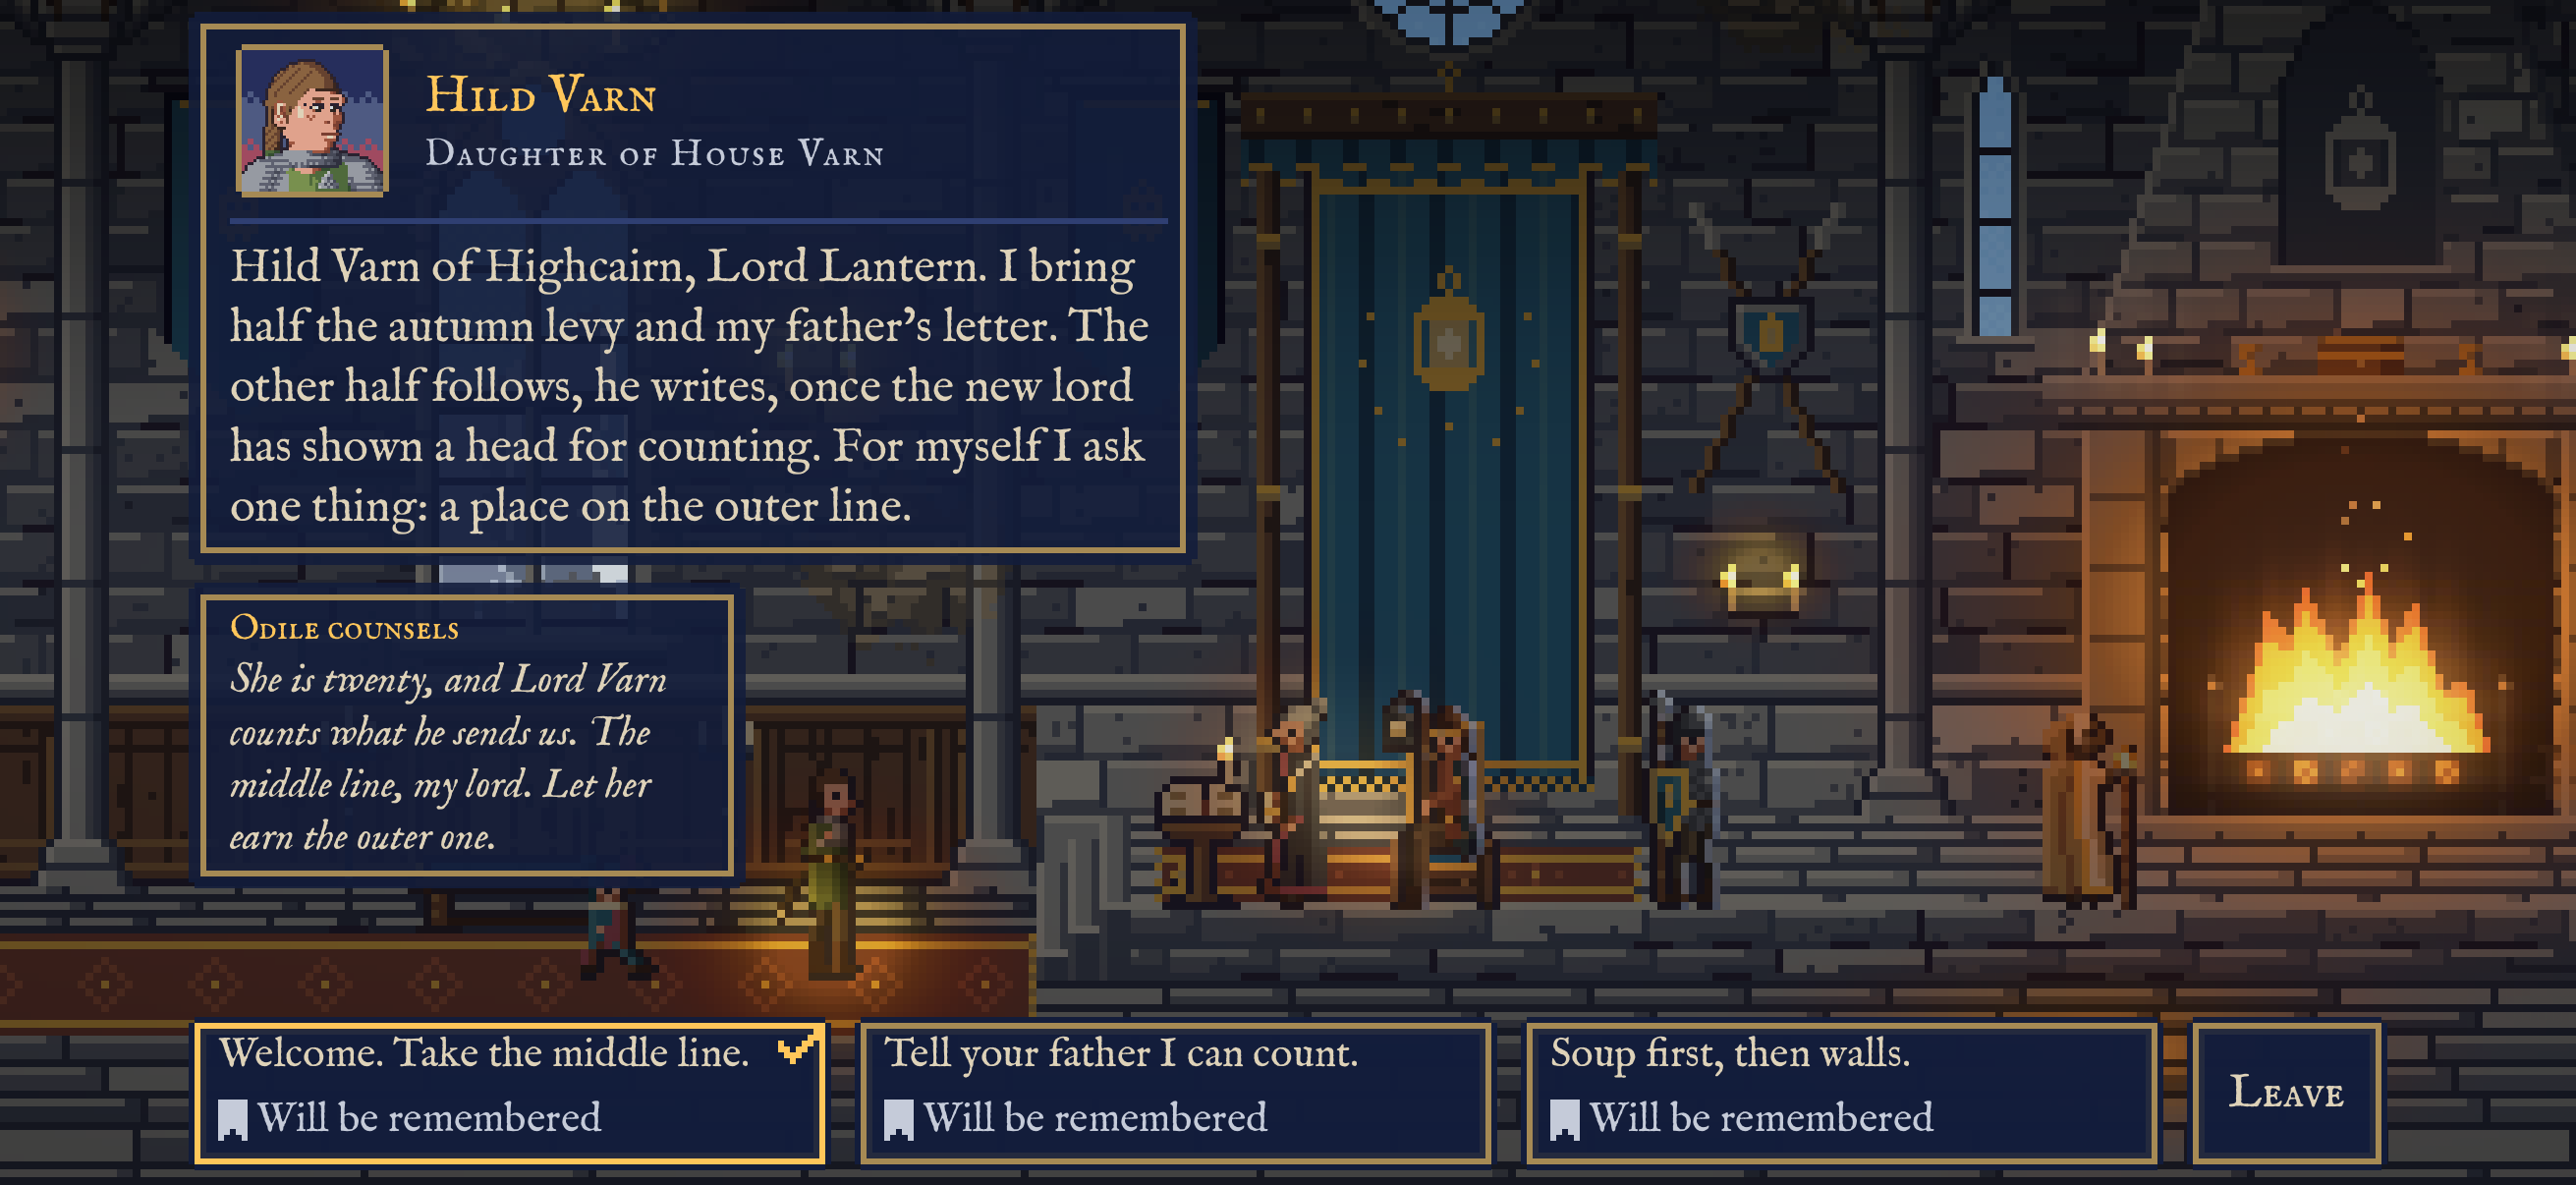 Hild Varn
Daughter of House Varn
Hild Varn of Highcairn, Lord Lantern. I bring
half the autumn levy and my father's letter. The
other half follows, he writes, once the new lord
has shown a head for counting. For myself I ask
one thing: a place on the outer line.
Odile counsels
She is twenty, and Lord Varn
counts what he sends us. The
middle line, my lord. Let her
earn the outer one.
Welcome. Take the middle line.
Will be remembered
Tell your father I can count.
Will be remembered
Soup first, then walls.
Will be remembered
Leave